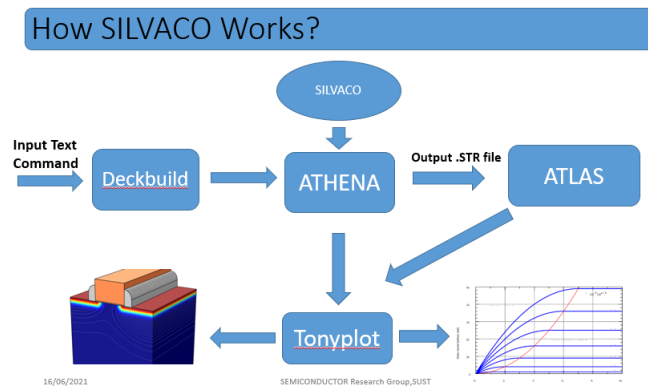 How SILVACO Works?
SILVACO
Input Text
Command
Deckbuild
ATHENA
Output .STR file
ATLAS
Tonyplot
16/06/2021
SEMICONDUCTOR Research Group,SUST